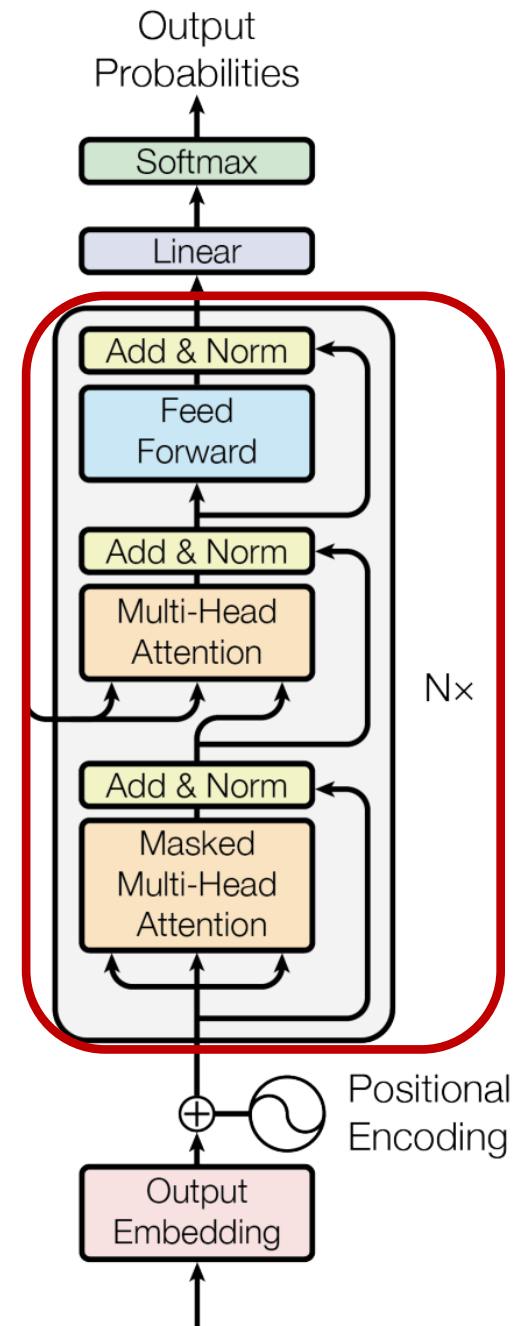 Output
Probabilities
Softmax
Linear
Add & Norm
Feed
Forward
Add & Norm
Multi-Head
Attention
N×
Add & Norm
Masked
Multi-Head
Attention
Positional
Encoding
Output
Embedding